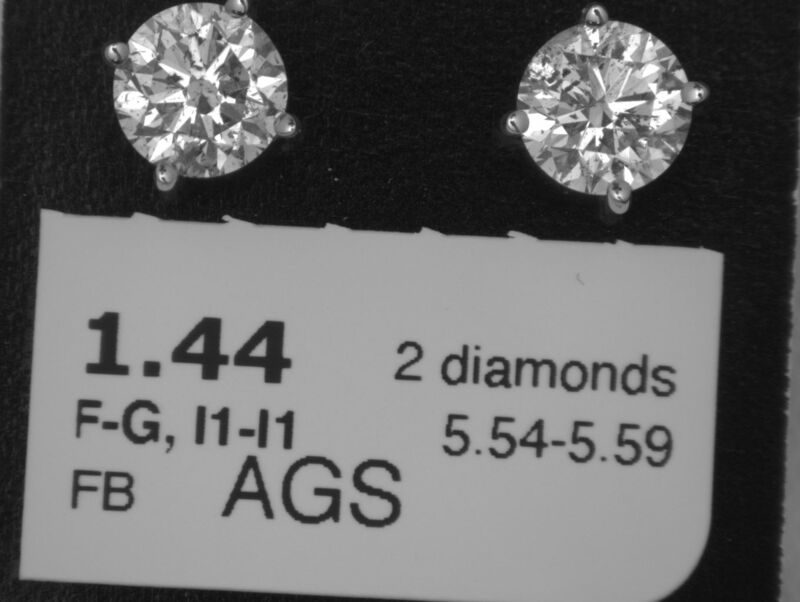 1.44
2 diamonds
F-G, I1-I1
5.54-5.59
FB
AGS